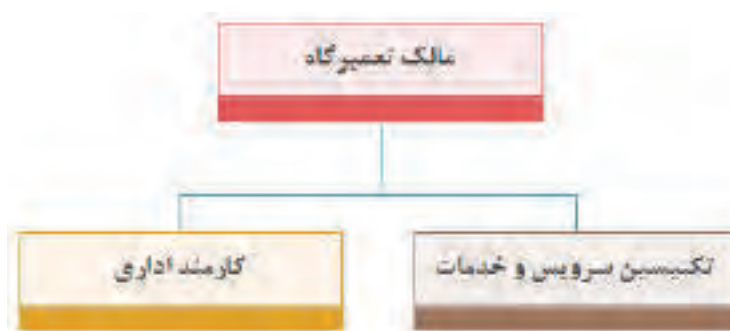 مالک تعمیرگاه
تکنیسین سرویس و خدمات
کارمند اداری